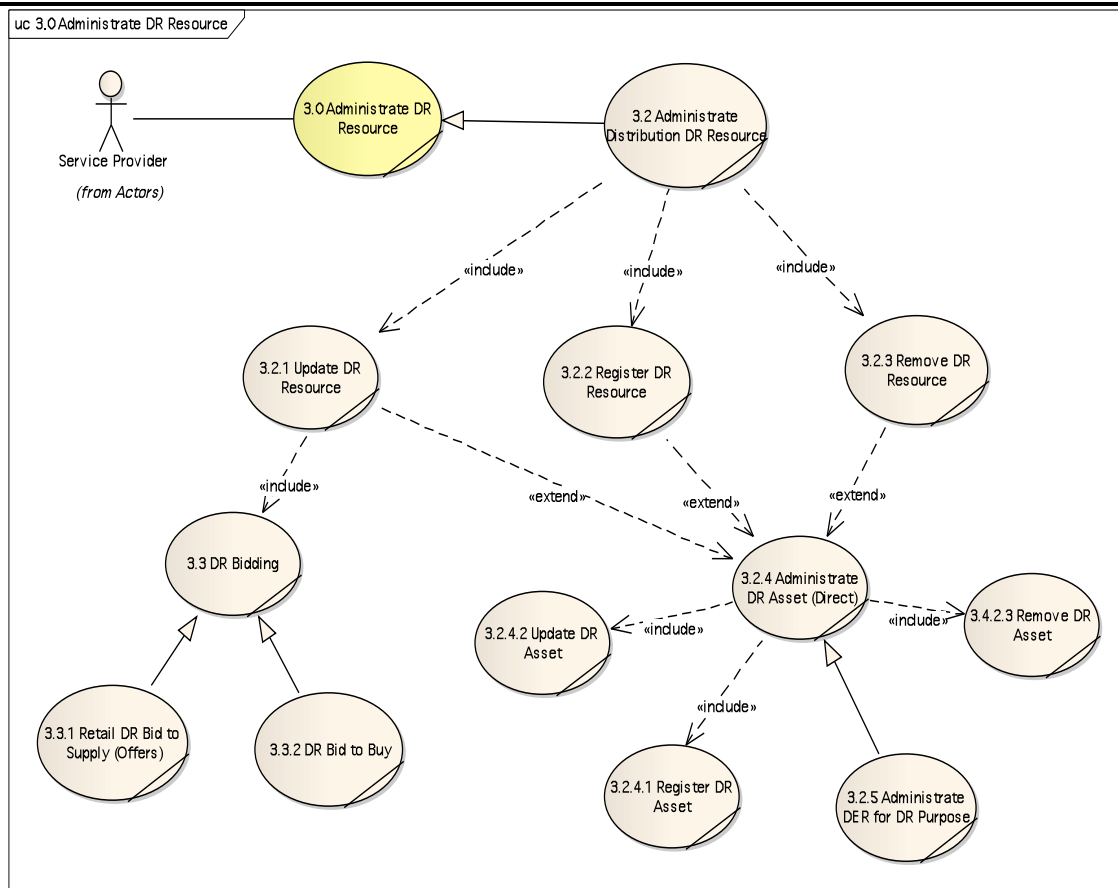 uc 3.0 Administrate DR Resource
3.0 Administrate DR
Resource
3.2 Administrate
Distribution DR Resource
Service Provider
(from Actors)
«include»
«include»
«include»
3.2.1 Update DR
Resource
3.2.2 Register DR
Resource
3.2.3 Remove DR
Resource
«include»
«extend»
«extend»
«extend»
3.3 DR Bidding
3.2.4 Administrate
DR Asset (Direct)
3.2.4.2 Update DR
Asset
«include»
«include»
3.4.2.3 Remove DR
Asset
«include»
3.3.1 Retail DR Bid to
Supply (Offers)
3.3.2 DR Bid to Buy
3.2.4.1 Register DR
Asset
3.2.5 Administrate
DER for DR Purpose